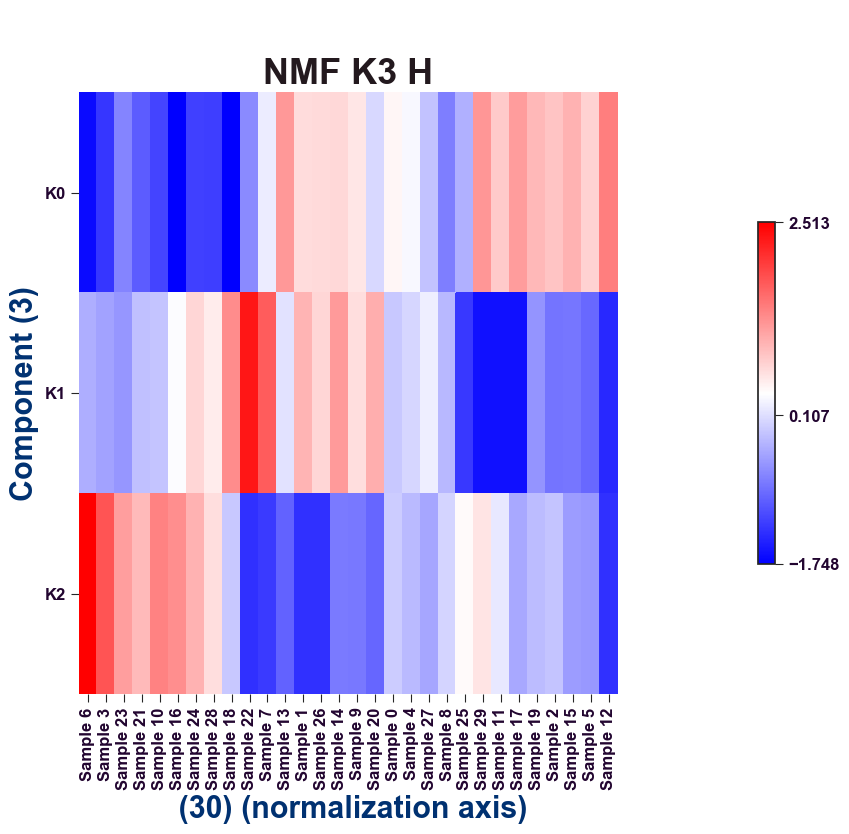 NMF K3 H
K0
K1
K2
Component (3)
Sample 6
Sample 3
Sample 23
Sample 21
Sample 10
Sample 16
Sample 24
Sample 28
Sample 18
Sample 22
Sample 7
Sample 13
Sample 1
Sample 26
Sample 14
Sample 9
Sample 20
Sample 0
Sample 4
Sample 27
Sample 8
Sample 25
Sample 29
Sample 11
Sample 17
Sample 19
Sample 2
Sample 15
Sample 5
Sample 12
(30) (normalization axis)
2.513
0.107
−1.748